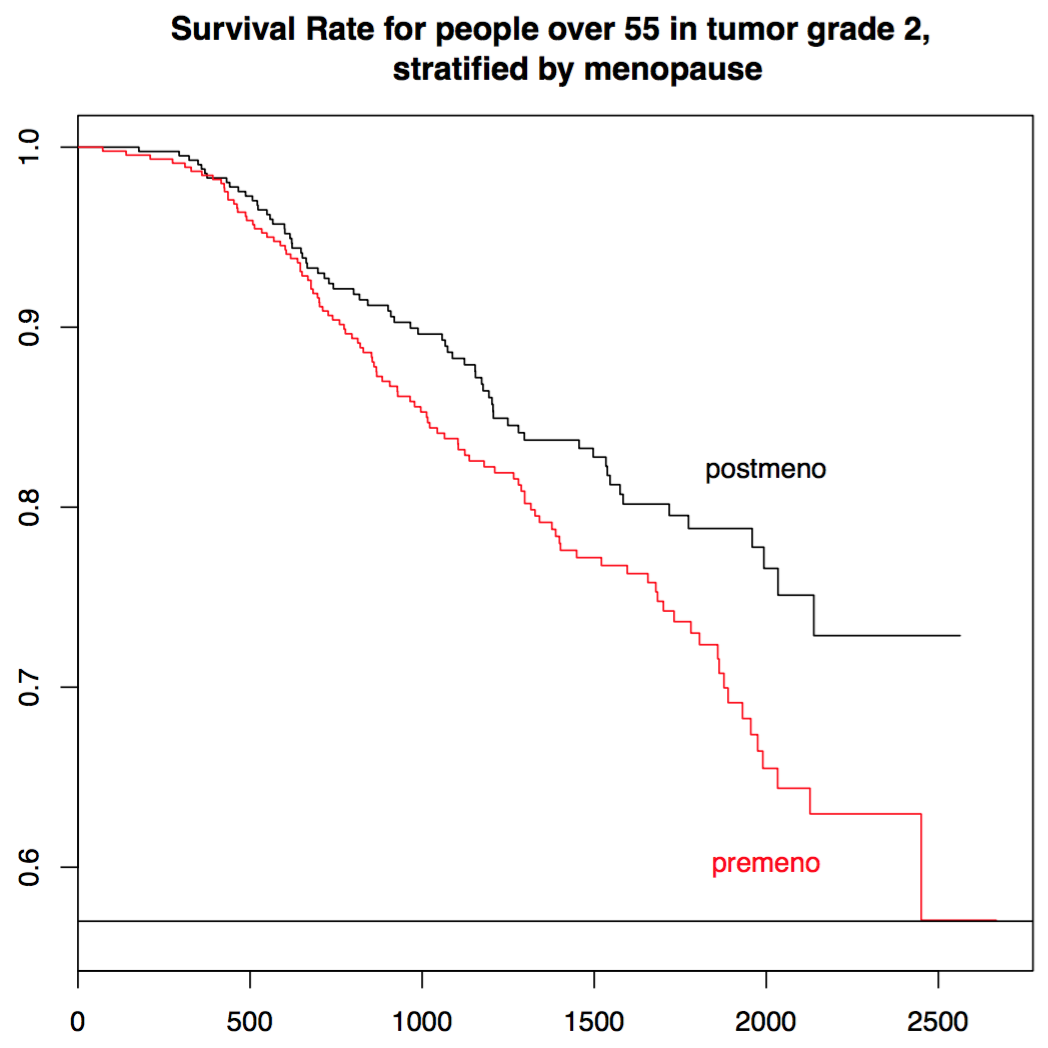 Survival Rate for people over 55 in tumor grade 2,
stratified by menopause
1.0
0.9
0.8
0.7
0.6
postmeno
premeno
0 500 1000 1500 2000 2500